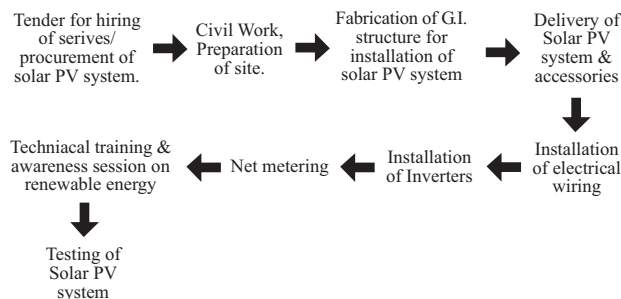 Tender for hiring
of serives/
procurement of
solar PV system.
Civil Work,
Preparation
of site.
Fabrication of G.I.
structure for
installation of
solar PV system
Delivery of
Solar PV
system &
accessories
Installation
of electrical
wiring
Installation
of Inverters
Net metering
Techniacal training &
awareness session on
renewable energy
Testing of
Solar PV
system